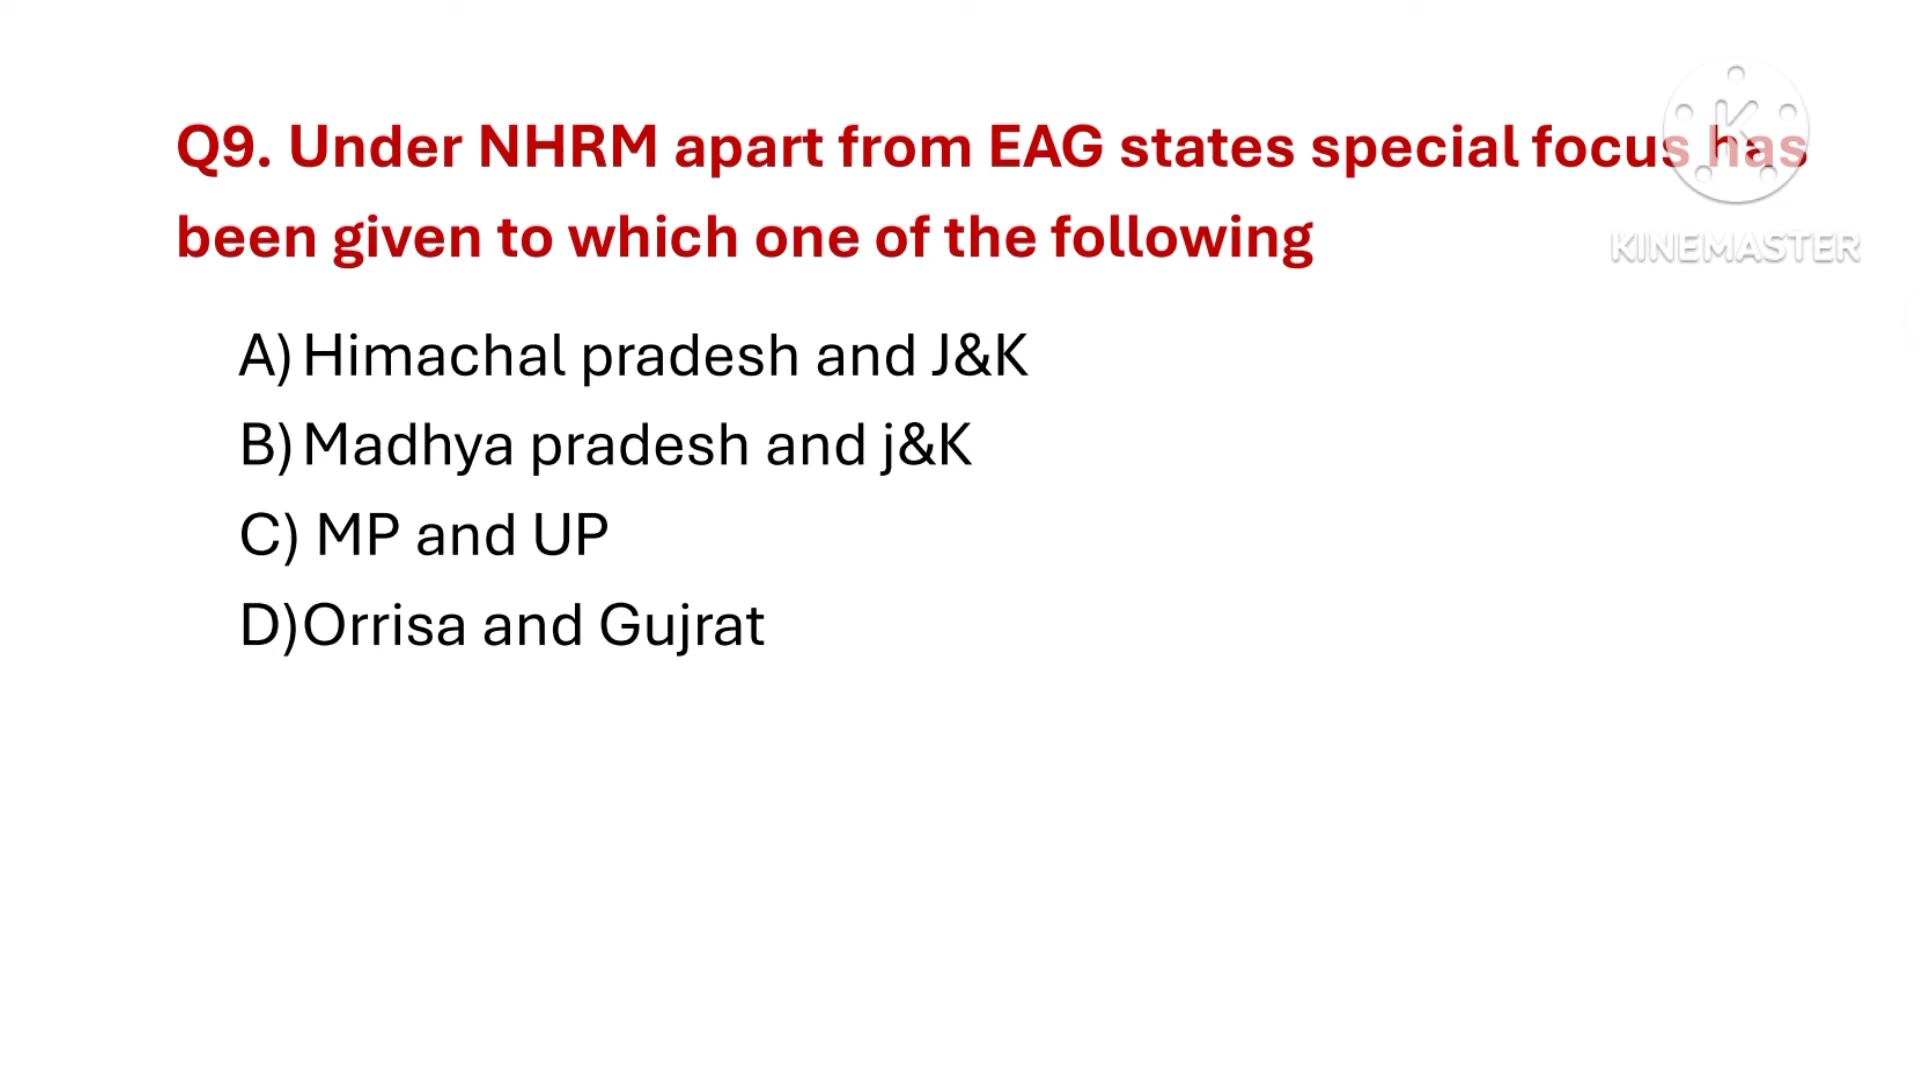 Q9. Under NHRM apart from EAG states special focus has
been given to which one of the following
A) Himachal pradesh and J&K
B) Madhya pradesh and j&K
C) MP and UP
D)Orrisa and Gujrat
K
KINEMASTER